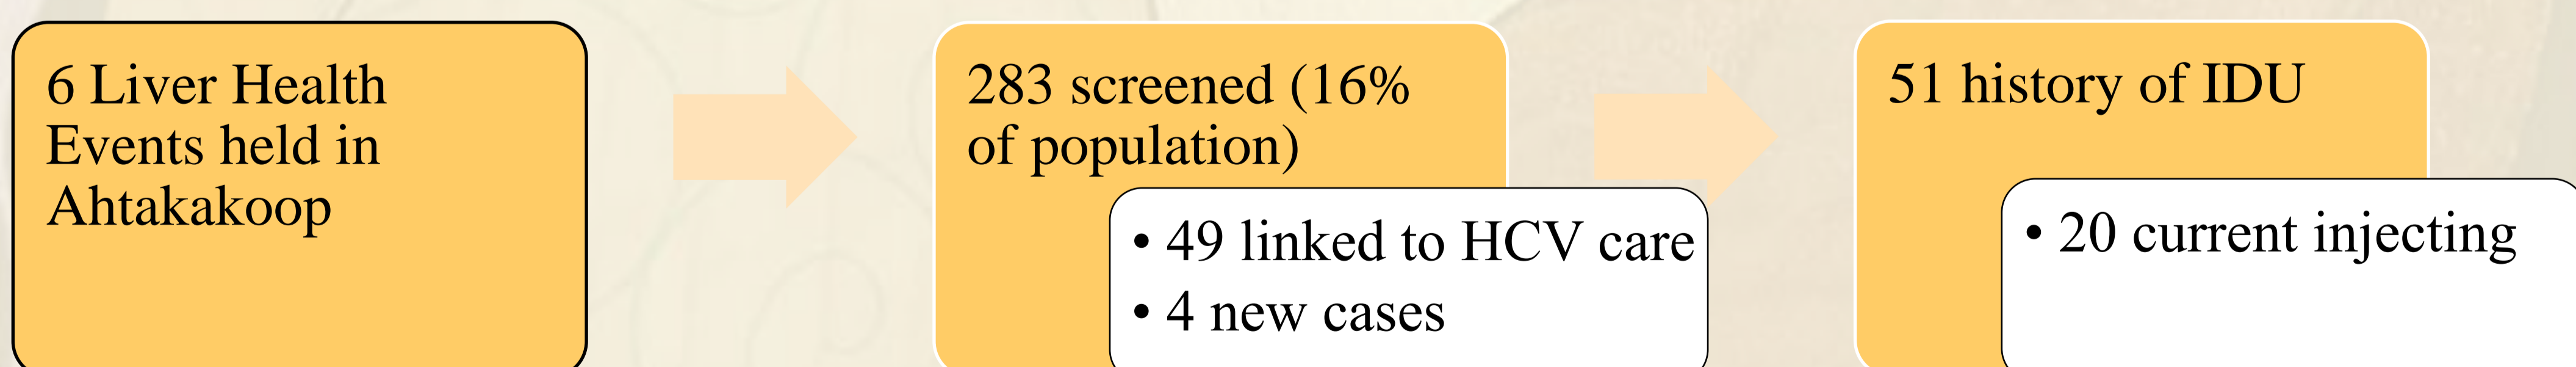 6 Liver Health
Events held in
Ahtakakoop
283 screened (16%
of population)
• 49 linked to HCV care
• 4 new cases
51 history of IDU
• 20 current injecting